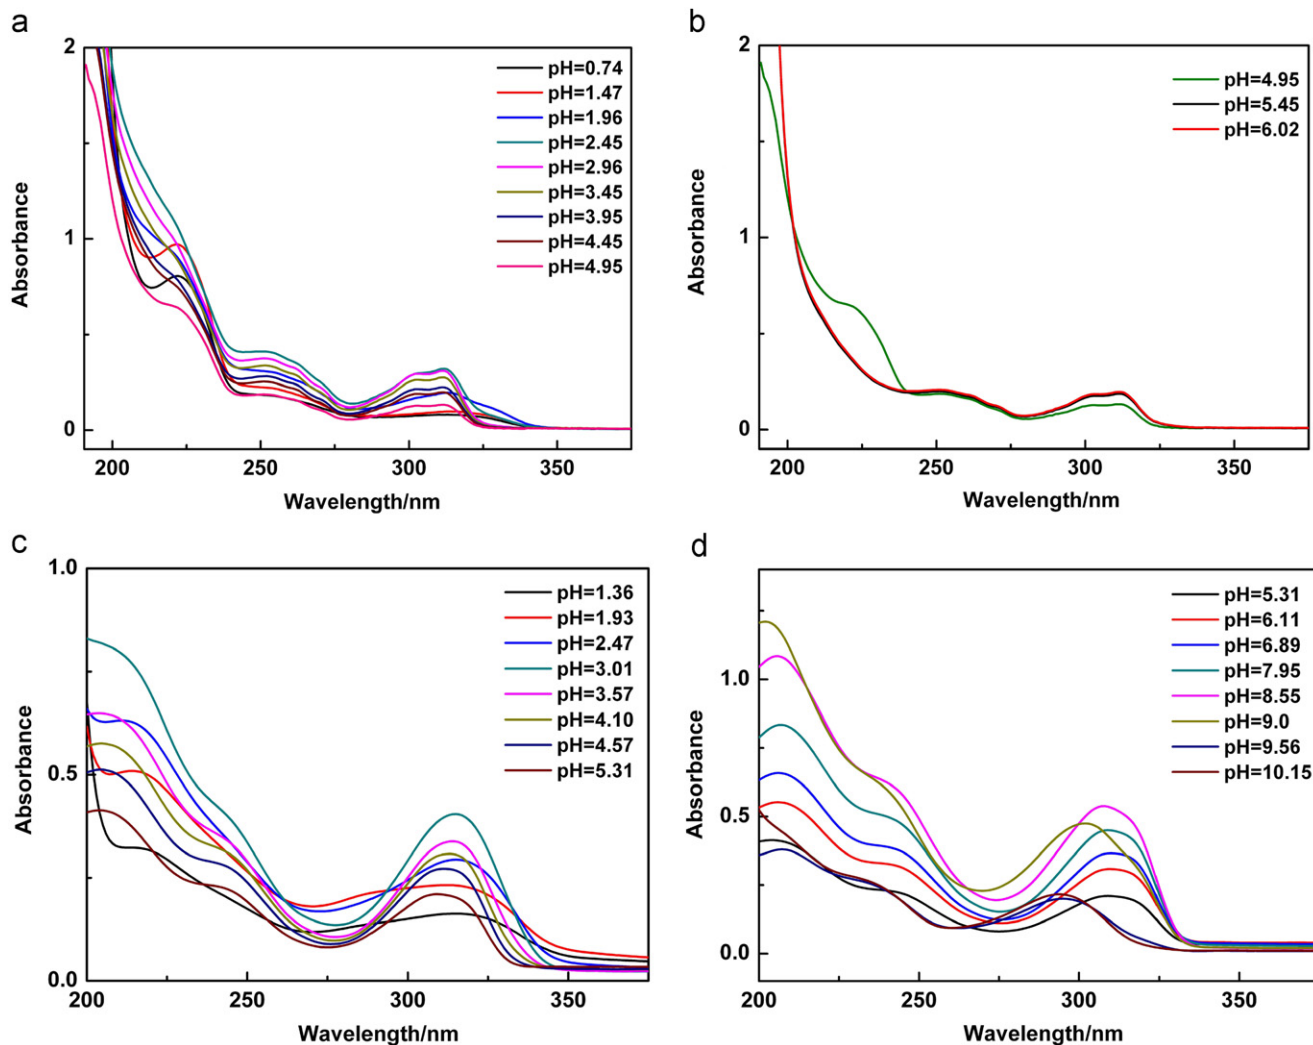 a
2
1
0
Absorbance
200
250
300
350
Wavelength/nm
pH=0.74
pH=1.47
pH=1.96
pH=2.45
pH=2.96
pH=3.45
pH=3.95
pH=4.45
pH=4.95
b
2
1
0
Absorbance
200
250
300
350
Wavelength/nm
pH=4.95
pH=5.45
pH=6.02
c
1.0
0.5
0.0
Absorbance
200
250
300
350
Wavelength/nm
pH=1.36
pH=1.93
pH=2.47
pH=3.01
pH=3.57
pH=4.10
pH=4.57
pH=5.31
d
1.0
0.5
0.0
Absorbance
200
250
300
350
Wavelength/nm
pH=5.31
pH=6.11
pH=6.89
pH=7.95
pH=8.55
pH=9.0
pH=9.56
pH=10.15